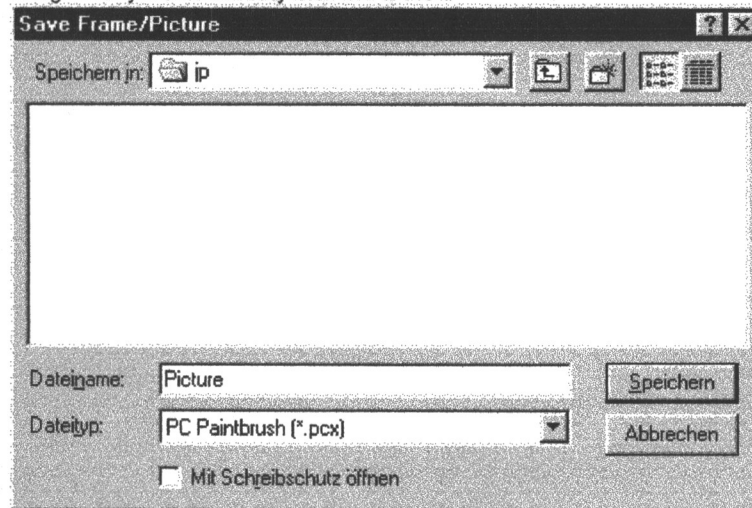 Save Frame/Picture
Speichern in: ip
Dateiname: Picture Speichern
Dateityp: PC Paintbrush (*.pcx) Abbrechen
Mit Schreibschutz öffnen